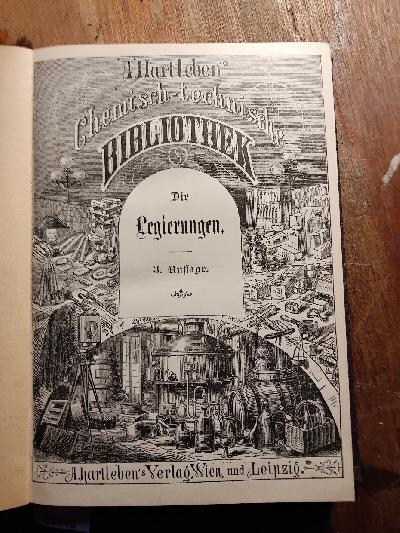 A. Hartleben's
Chemisch-technische
BIBLIOTHEK
Die
Legierungen.
3. Auflage.
A. Hartleben's Verlag, Wien, und Leipzig.